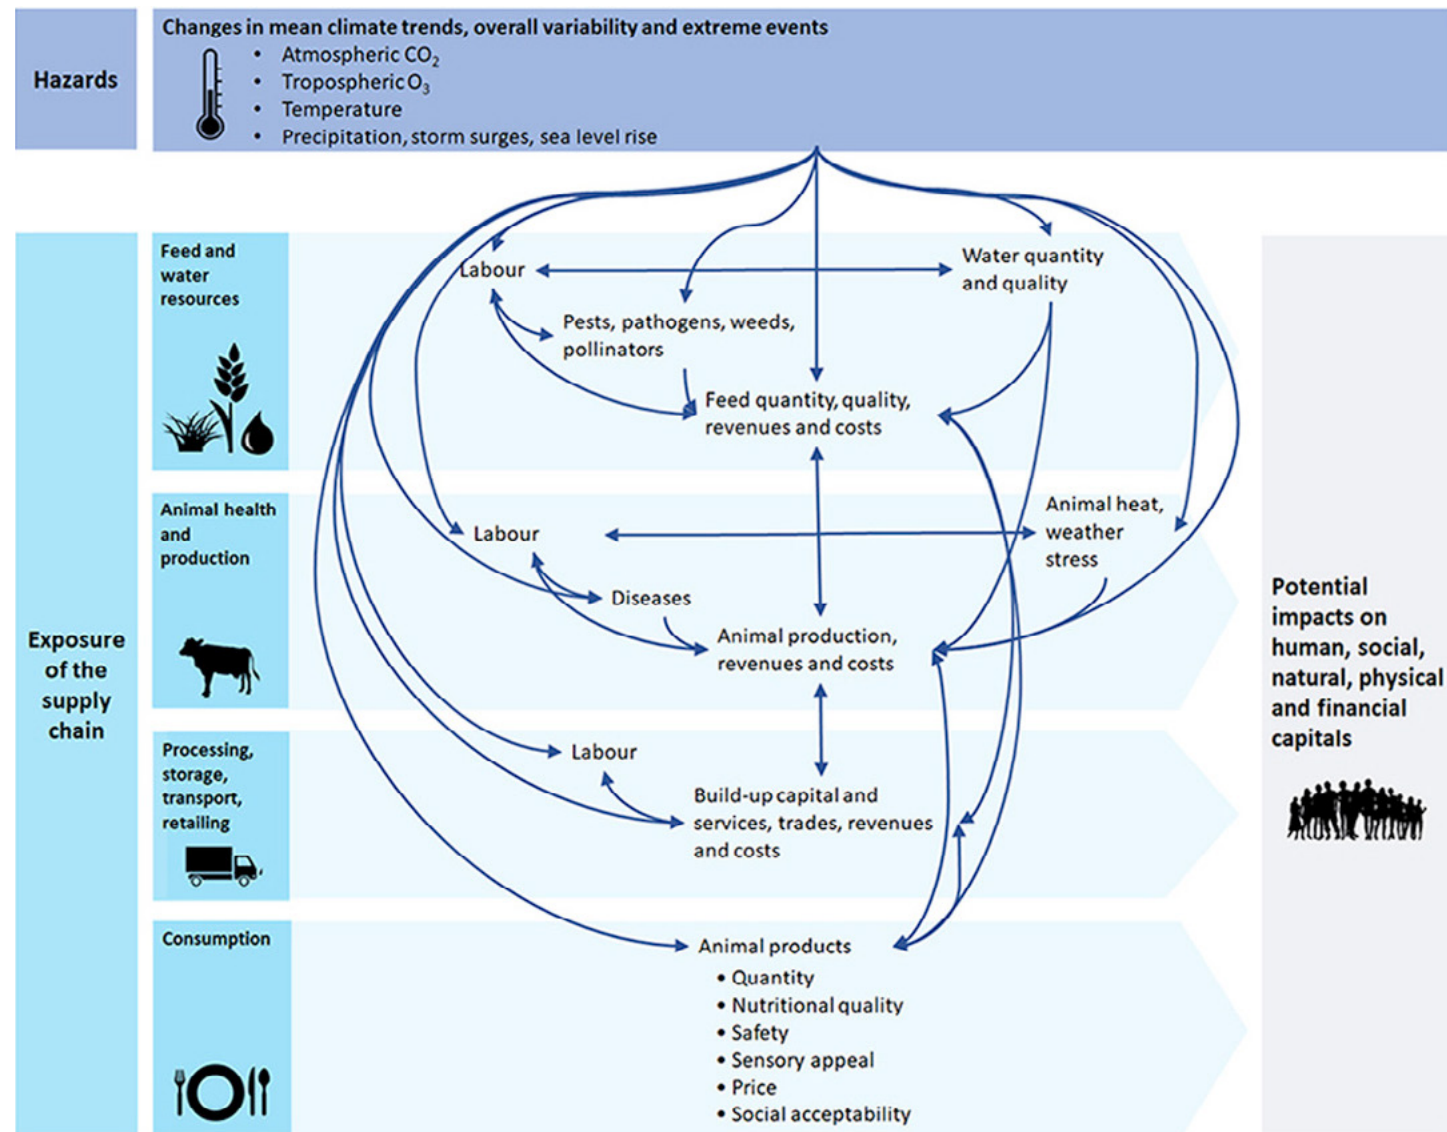 Hazards
Changes in mean climate trends, overall variability and extreme events
• Atmospheric CO₂
• Tropospheric O₃
• Temperature
• Precipitation, storm surges, sea level rise
Exposure
of the
supply
chain
Feed and
water
resources
Labour
Water quantity
and quality
Pests, pathogens, weeds,
pollinators
Feed quantity, quality,
revenues and costs
Animal health
and
production
Labour
Animal heat,
weather
stress
Diseases
Animal production,
revenues and costs
Processing,
storage,
transport,
retailing
Labour
Build-up capital and
services, trades, revenues
and costs
Consumption
Animal products
• Quantity
• Nutritional quality
• Safety
• Sensory appeal
• Price
• Social acceptability
Potential
impacts on
human, social,
natural, physical
and financial
capitals